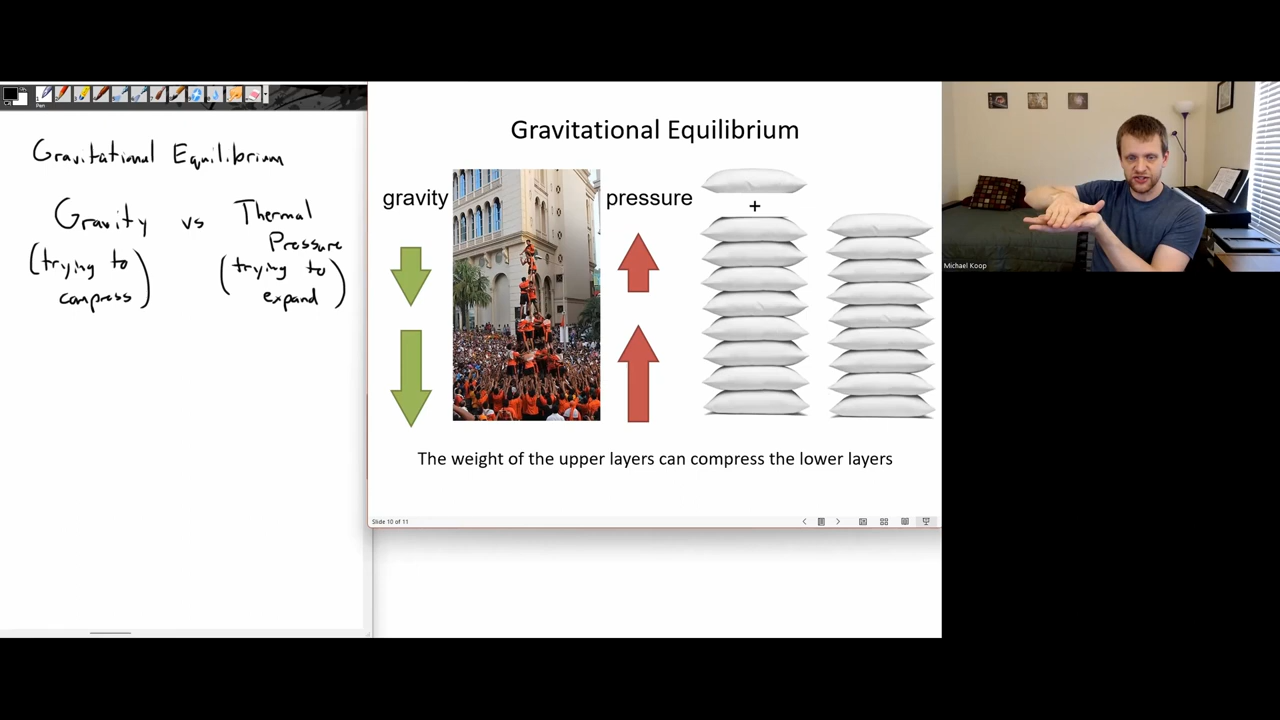 Pen
Gravitational Equilibrium
Gravity vs Thermal
Pressure
(trying to
compress)
(trying to
expand)
Gravitational Equilibrium
gravity
pressure
+
The weight of the upper layers can compress the lower layers
Slide 10 of 11
Michael Koop